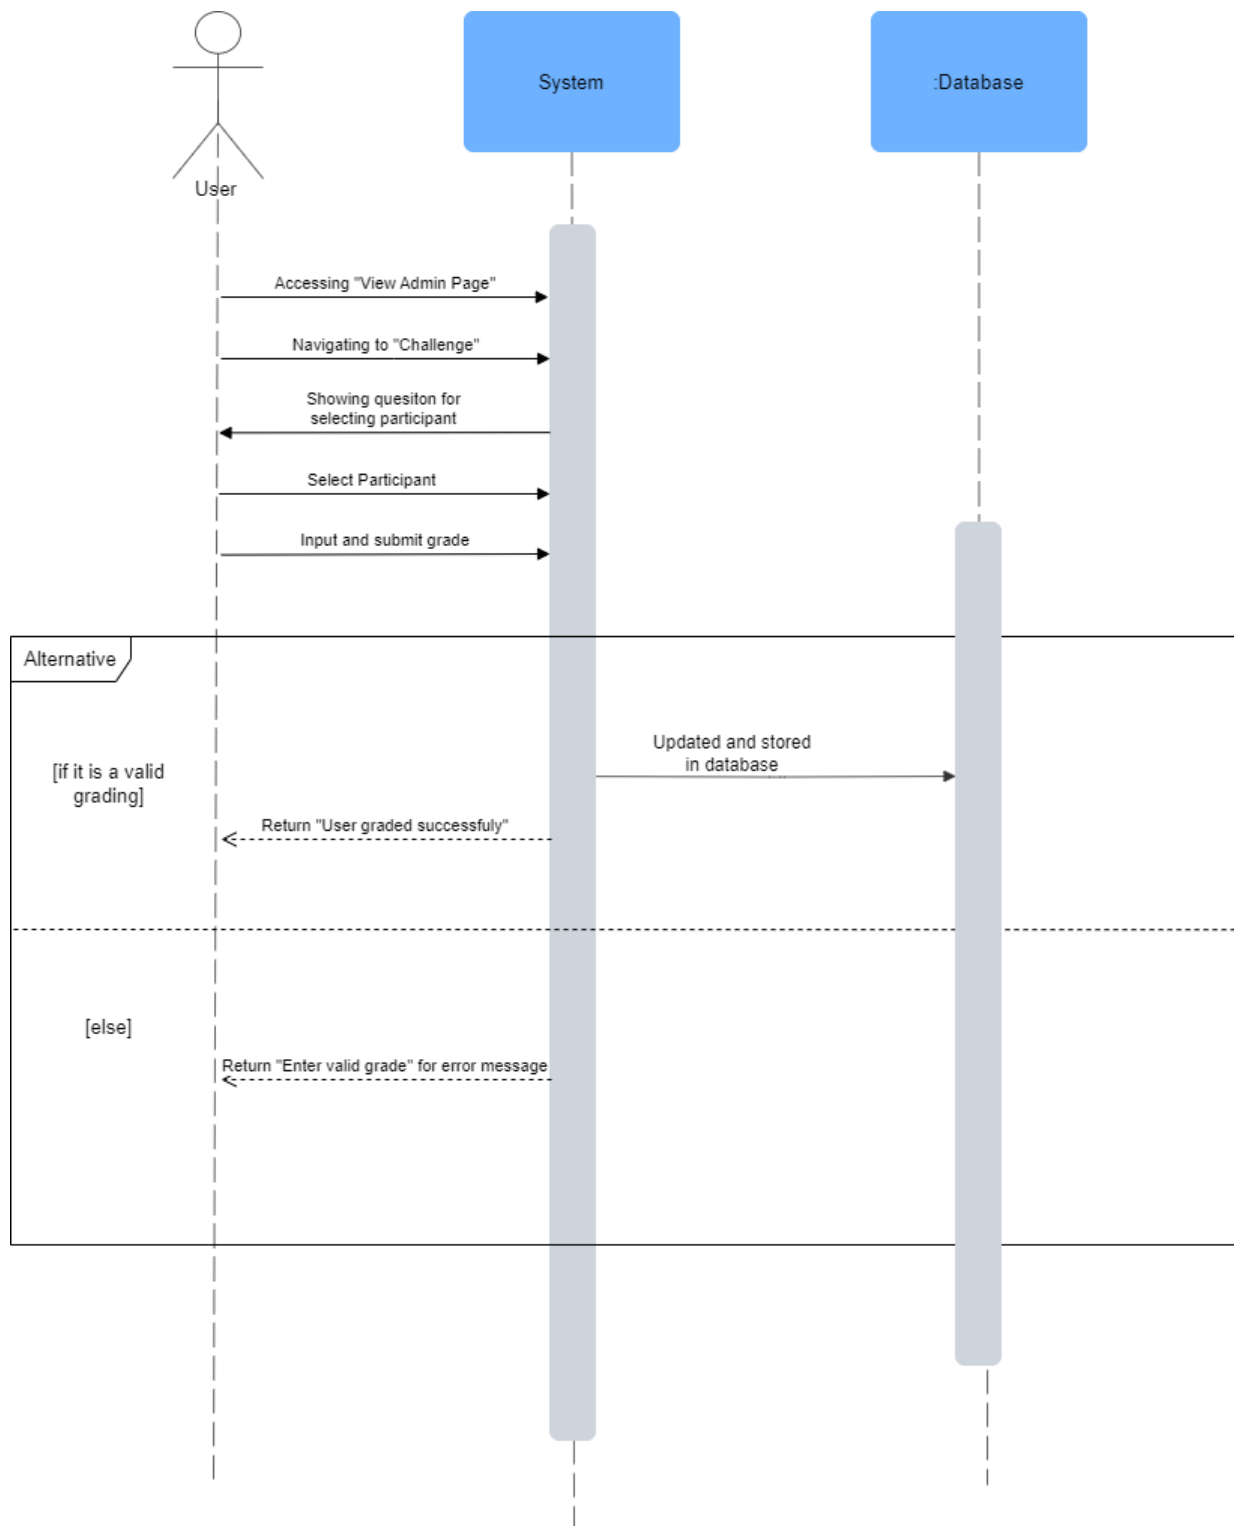 System
:Database
User
Accessing "View Admin Page"
Navigating to "Challenge"
Showing quesiton for
selecting participant
Select Participant
Input and submit grade
Alternative
Updated and stored
in database
[if it is a valid
grading]
Return "User graded successfuly"
[else]
Return "Enter valid grade" for error message